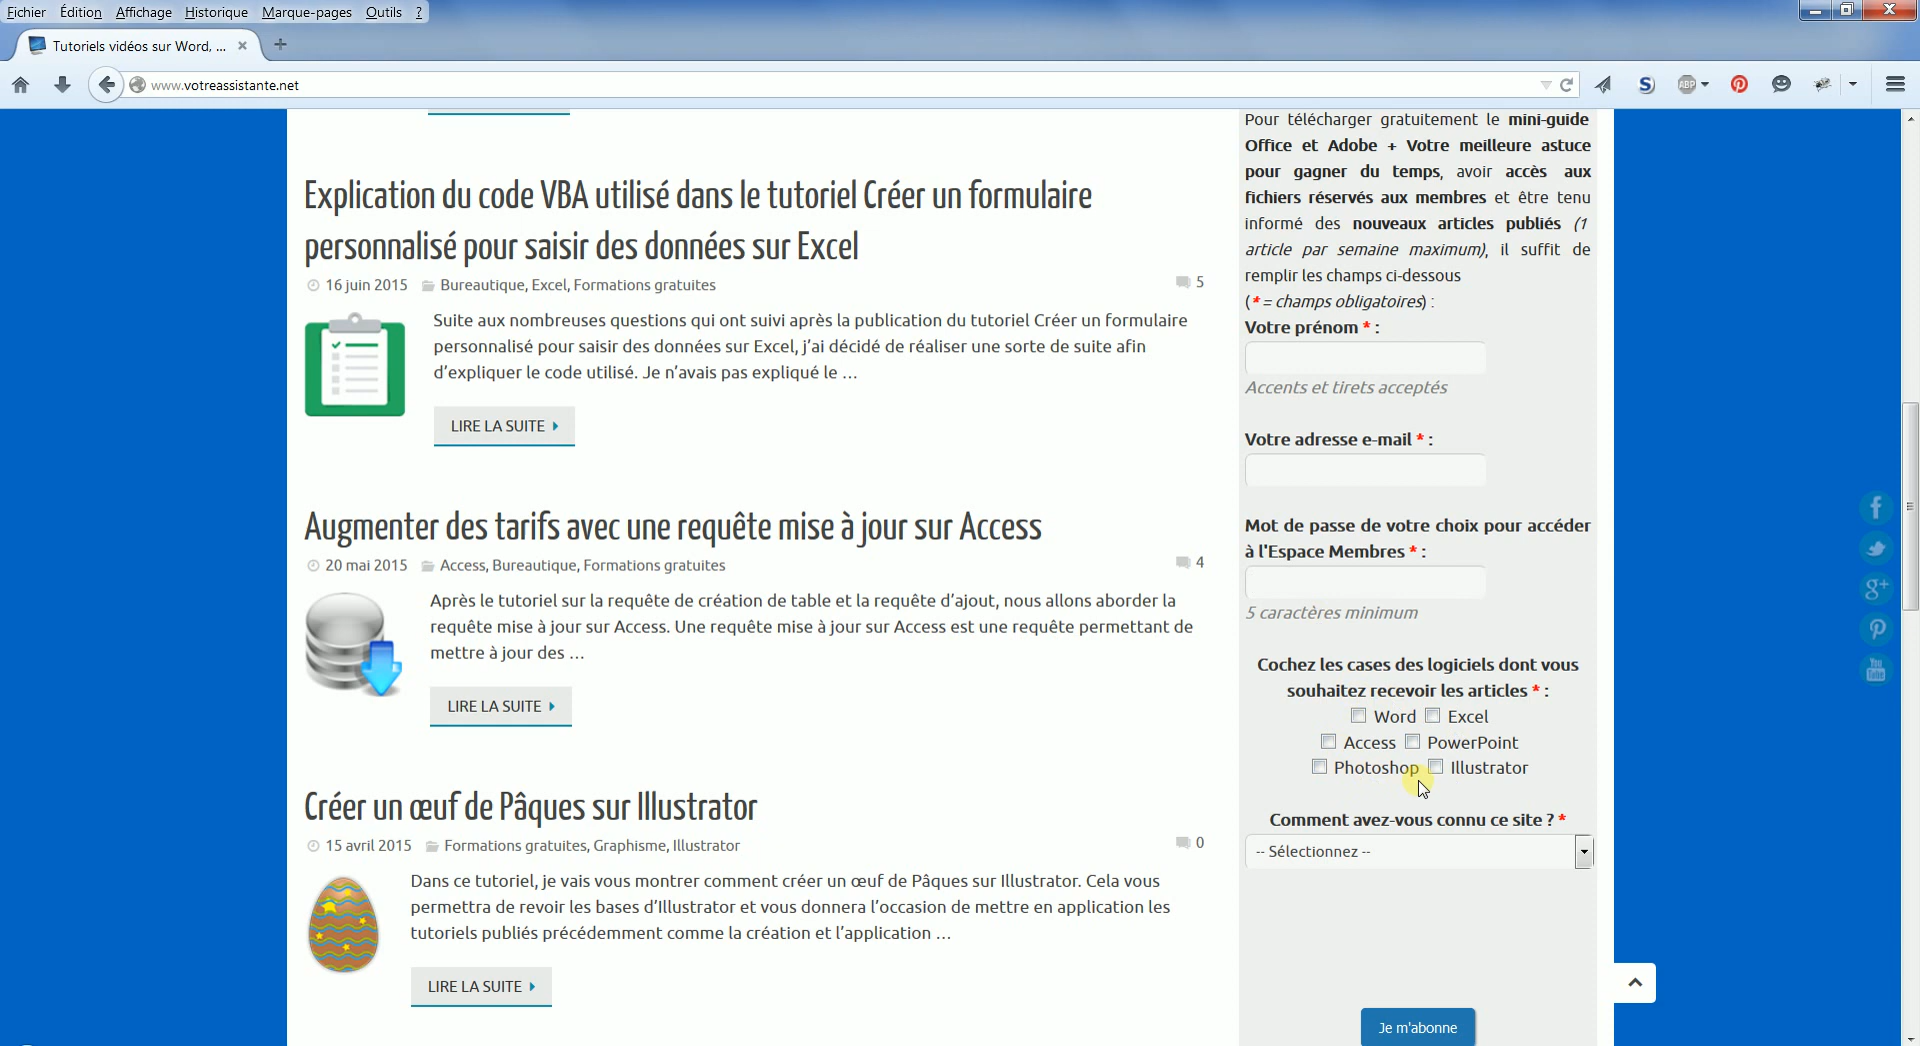 Fichier Édition Affichage Historique Marque-pages Outils ?
Tutoriels vidéos sur Word, ...
www.votreassistante.net
S ABP
Explication du code VBA utilisé dans le tutoriel Créer un formulaire
personnalisé pour saisir des données sur Excel
16 juin 2015 Bureautique, Excel, Formations gratuites 5
Suite aux nombreuses questions qui ont suivi après la publication du tutoriel Créer un formulaire
personnalisé pour saisir des données sur Excel, j'ai décidé de réaliser une sorte de suite afin
d'expliquer le code utilisé. Je n'avais pas expliqué le …
LIRE LA SUITE
Augmenter des tarifs avec une requête mise à jour sur Access
20 mai 2015 Access, Bureautique, Formations gratuites 4
Après le tutoriel sur la requête de création de table et la requête d'ajout, nous allons aborder la
requête mise à jour sur Access. Une requête mise à jour sur Access est une requête permettant de
mettre à jour des …
LIRE LA SUITE
Créer un œuf de Pâques sur Illustrator
15 avril 2015 Formations gratuites, Graphisme, Illustrator 0
Dans ce tutoriel, je vais vous montrer comment créer un œuf de Pâques sur Illustrator. Cela vous
permettra de revoir les bases d'Illustrator et vous donnera l'occasion de mettre en application les
tutoriels publiés précédemment comme la création et l'application …
LIRE LA SUITE
Pour télécharger gratuitement le mini-guide
Office et Adobe + Votre meilleure astuce
pour gagner du temps, avoir accès aux
fichiers réservés aux membres et être tenu
informé des nouveaux articles publiés (1
article par semaine maximum), il suffit de
remplir les champs ci-dessous
(* = champs obligatoires) :
Votre prénom * :
Accents et tirets acceptés
Votre adresse e-mail * :
Mot de passe de votre choix pour accéder
à l'Espace Membres * :
5 caractères minimum
Cochez les cases des logiciels dont vous
souhaitez recevoir les articles * :
Word Excel
Access PowerPoint
Photoshop Illustrator
Comment avez-vous connu ce site ? *
-- Sélectionnez --
Je m'abonne
f
g+
You Tube